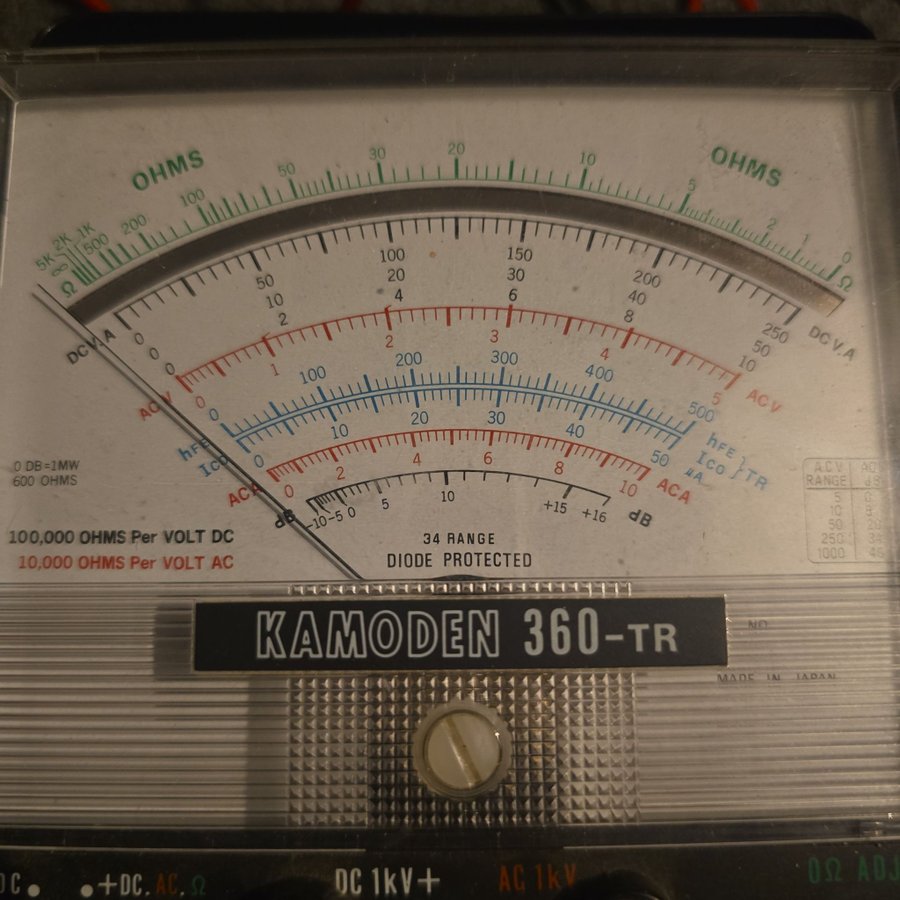 OHMS OHMS
5K 2K 1K 500 200 100 50 30 20 10 5 2 1 0
∞
Ω Ω
DC V.A 0 50 100 150 200 250 DC V.A
0 10 20 30 40 50
0 2 4 6 8 10
AC V 0 1 2 3 4 5 AC V
hFE 0 100 200 300 400 500 hFE
Ico 0 10 20 30 40 50 µA Ico } TR
ACA 0 2 4 6 8 10 ACA
dB -10 -5 0 5 10 +15 +16 dB
0 DB=1MW
600 OHMS
A.C.V
RANGE dB
5
10
50
250
1000
100,000 OHMS Per VOLT DC
10,000 OHMS Per VOLT AC
34 RANGE
DIODE PROTECTED
KAMODEN 360-TR
NO
MADE IN JAPAN
+DC. AC. Ω DC 1kV+ AC 1kV 0Ω ADJ